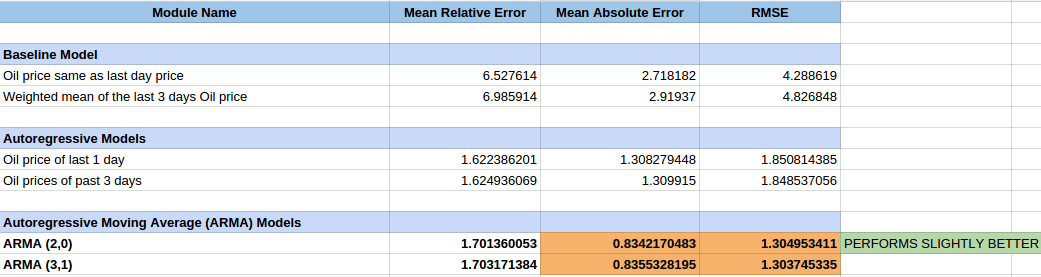 Module Name Mean Relative Error Mean Absolute Error RMSE
Baseline Model
Oil price same as last day price 6.527614 2.718182 4.288619
Weighted mean of the last 3 days Oil price 6.985914 2.91937 4.826848
Autoregressive Models
Oil price of last 1 day 1.622386201 1.308279448 1.850814385
Oil prices of past 3 days 1.624936069 1.309915 1.848537056
Autoregressive Moving Average (ARMA) Models
ARMA (2,0) 1.701360053 0.8342170483 1.304953411 PERFORMS SLIGHTLY BETTER
ARMA (3,1) 1.703171384 0.8355328195 1.303745335